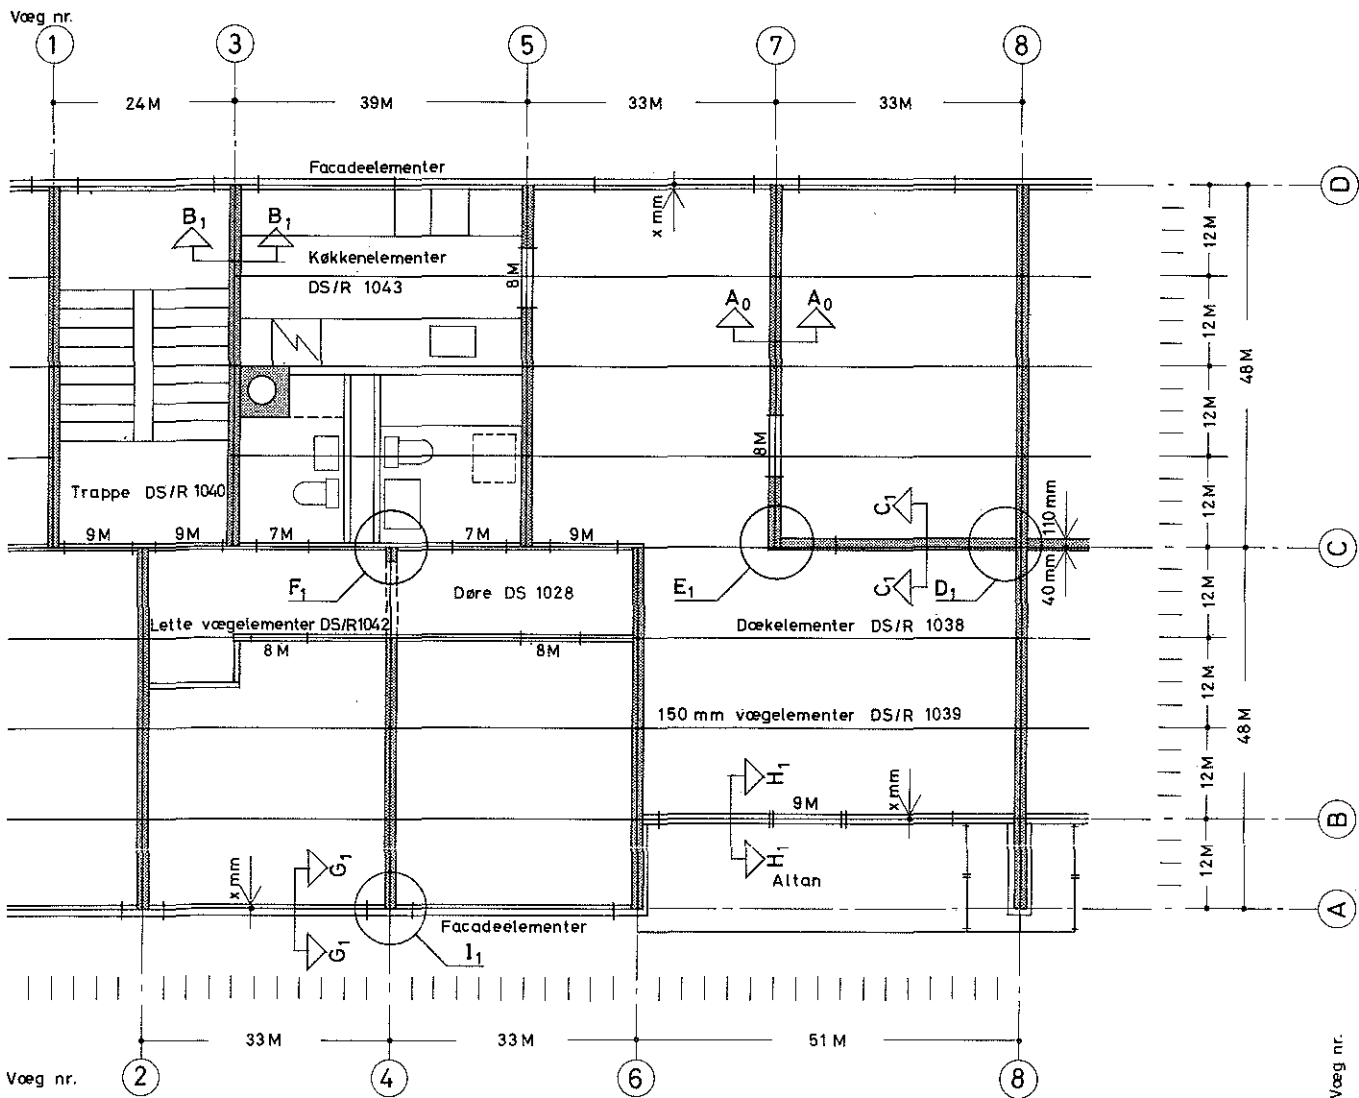 Væg nr.
1 3 5 7 8
24M 39M 33M 33M
Facadeelementer
D
B1 B1
x mm
12M
Køkkenelementer
DS/R 1043
8M
A0 A0
12M
48M
12M
8M
Trappe DS/R 1040
C1
110 mm
12M
9M 9M 7M 7M 9M
C
F1
Døre DS 1028
E1
C1
D1
40 mm
Lette vægelementer DS/R1042
Dækelementer DS/R 1038
12M
8M 8M
12M
150 mm vægelementer DS/R 1039
48M
H1
12M
9M
x mm
B
x mm
G1
H1
Altan
12M
A
Facadeelementer
G1
I1
33M 33M 51M
Væg nr.
2 4 6 8
Væg nr.